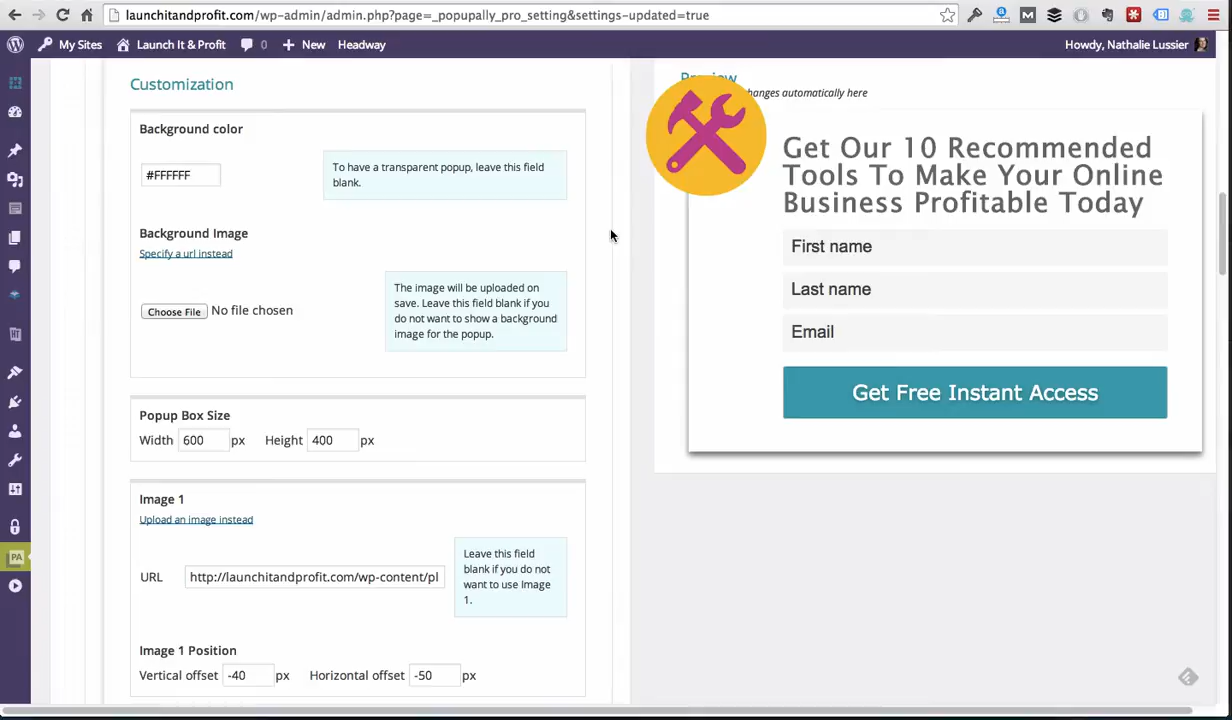 launchitandprofit.com/wp-admin/admin.php?page=_popupally_pro_setting&settings-updated=true
My Sites
Launch It & Profit
0
New
Headway
Howdy, Nathalie Lussier
Customization
Background color
#FFFFFF
To have a transparent popup, leave this field
blank.
Background Image
Specify a url instead
Choose File
No file chosen
The image will be uploaded on
save. Leave this field blank if you
do not want to show a background
image for the popup.
Popup Box Size
Width
600
px
Height
400
px
Image 1
Upload an image instead
URL
http://launchitandprofit.com/wp-content/pl
Leave this field
blank if you do not
want to use Image
1.
Image 1 Position
Vertical offset
-40
px
Horizontal offset
-50
px
PA
Preview
hanges automatically here
Get Our 10 Recommended
Tools To Make Your Online
Business Profitable Today
First name
Last name
Email
Get Free Instant Access